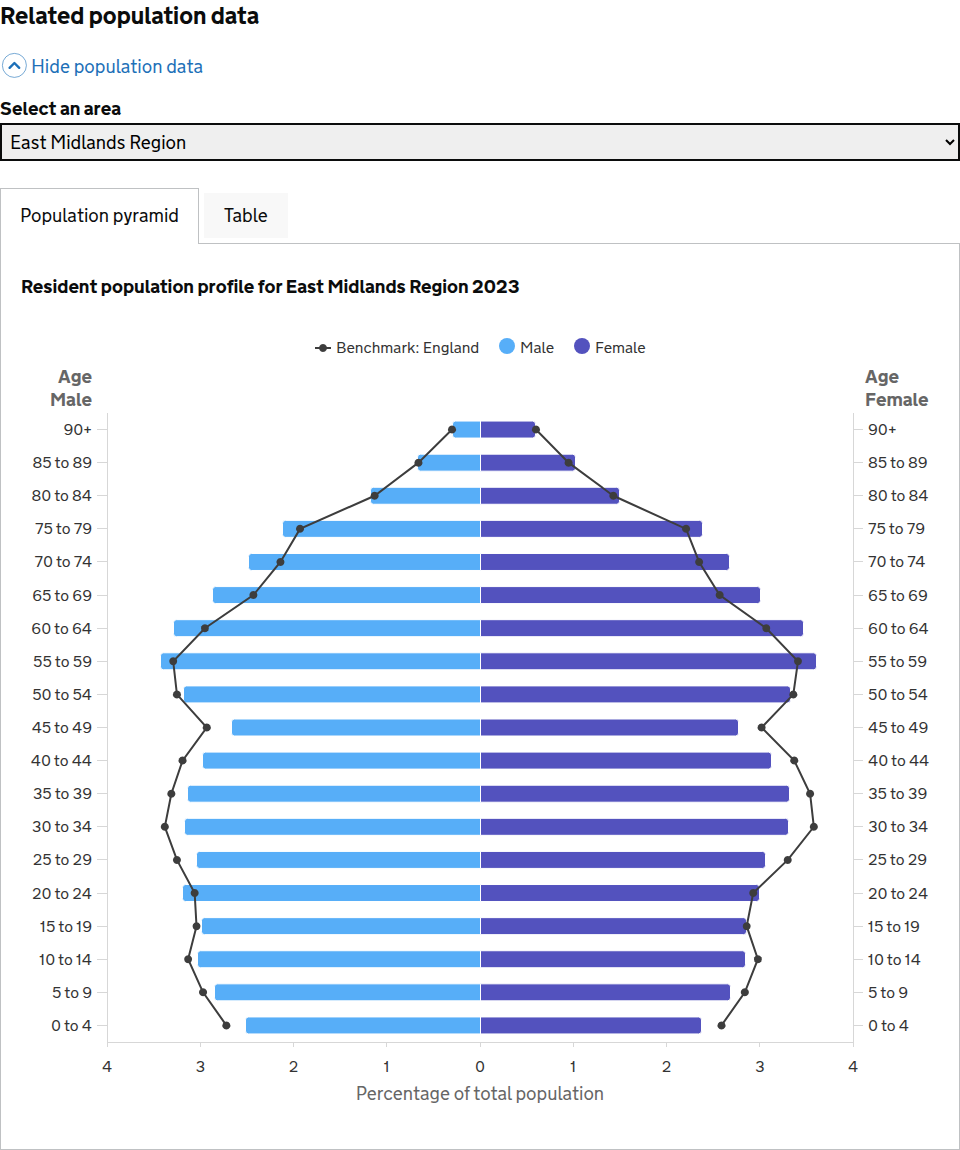 Related population data
Hide population data
Select an area
East Midlands Region
Population pyramid Table
Resident population profile for East Midlands Region 2023
Benchmark: England Male Female
Age Age
Male Female
90+ 90+
85 to 89 85 to 89
80 to 84 80 to 84
75 to 79 75 to 79
70 to 74 70 to 74
65 to 69 65 to 69
60 to 64 60 to 64
55 to 59 55 to 59
50 to 54 50 to 54
45 to 49 45 to 49
40 to 44 40 to 44
35 to 39 35 to 39
30 to 34 30 to 34
25 to 29 25 to 29
20 to 24 20 to 24
15 to 19 15 to 19
10 to 14 10 to 14
5 to 9 5 to 9
0 to 4 0 to 4
4 3 2 1 0 1 2 3 4
Percentage of total population